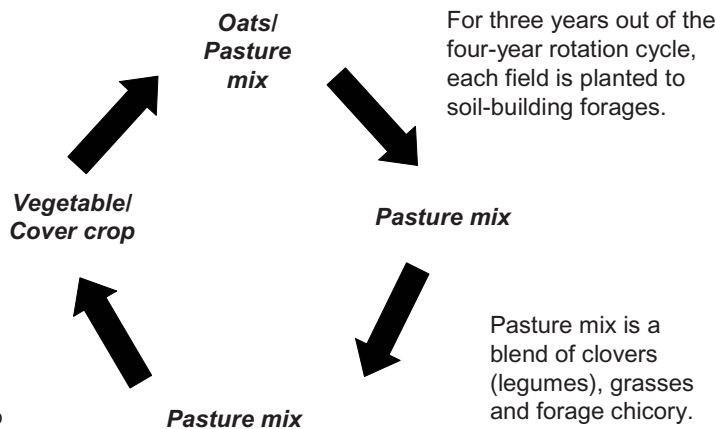 Oats/
Pasture
mix
For three years out of the
four-year rotation cycle,
each field is planted to
soil-building forages.
Vegetable/
Cover crop
Pasture mix
Pasture mix is a
blend of clovers
(legumes), grasses
and forage chicory.
Pasture mix